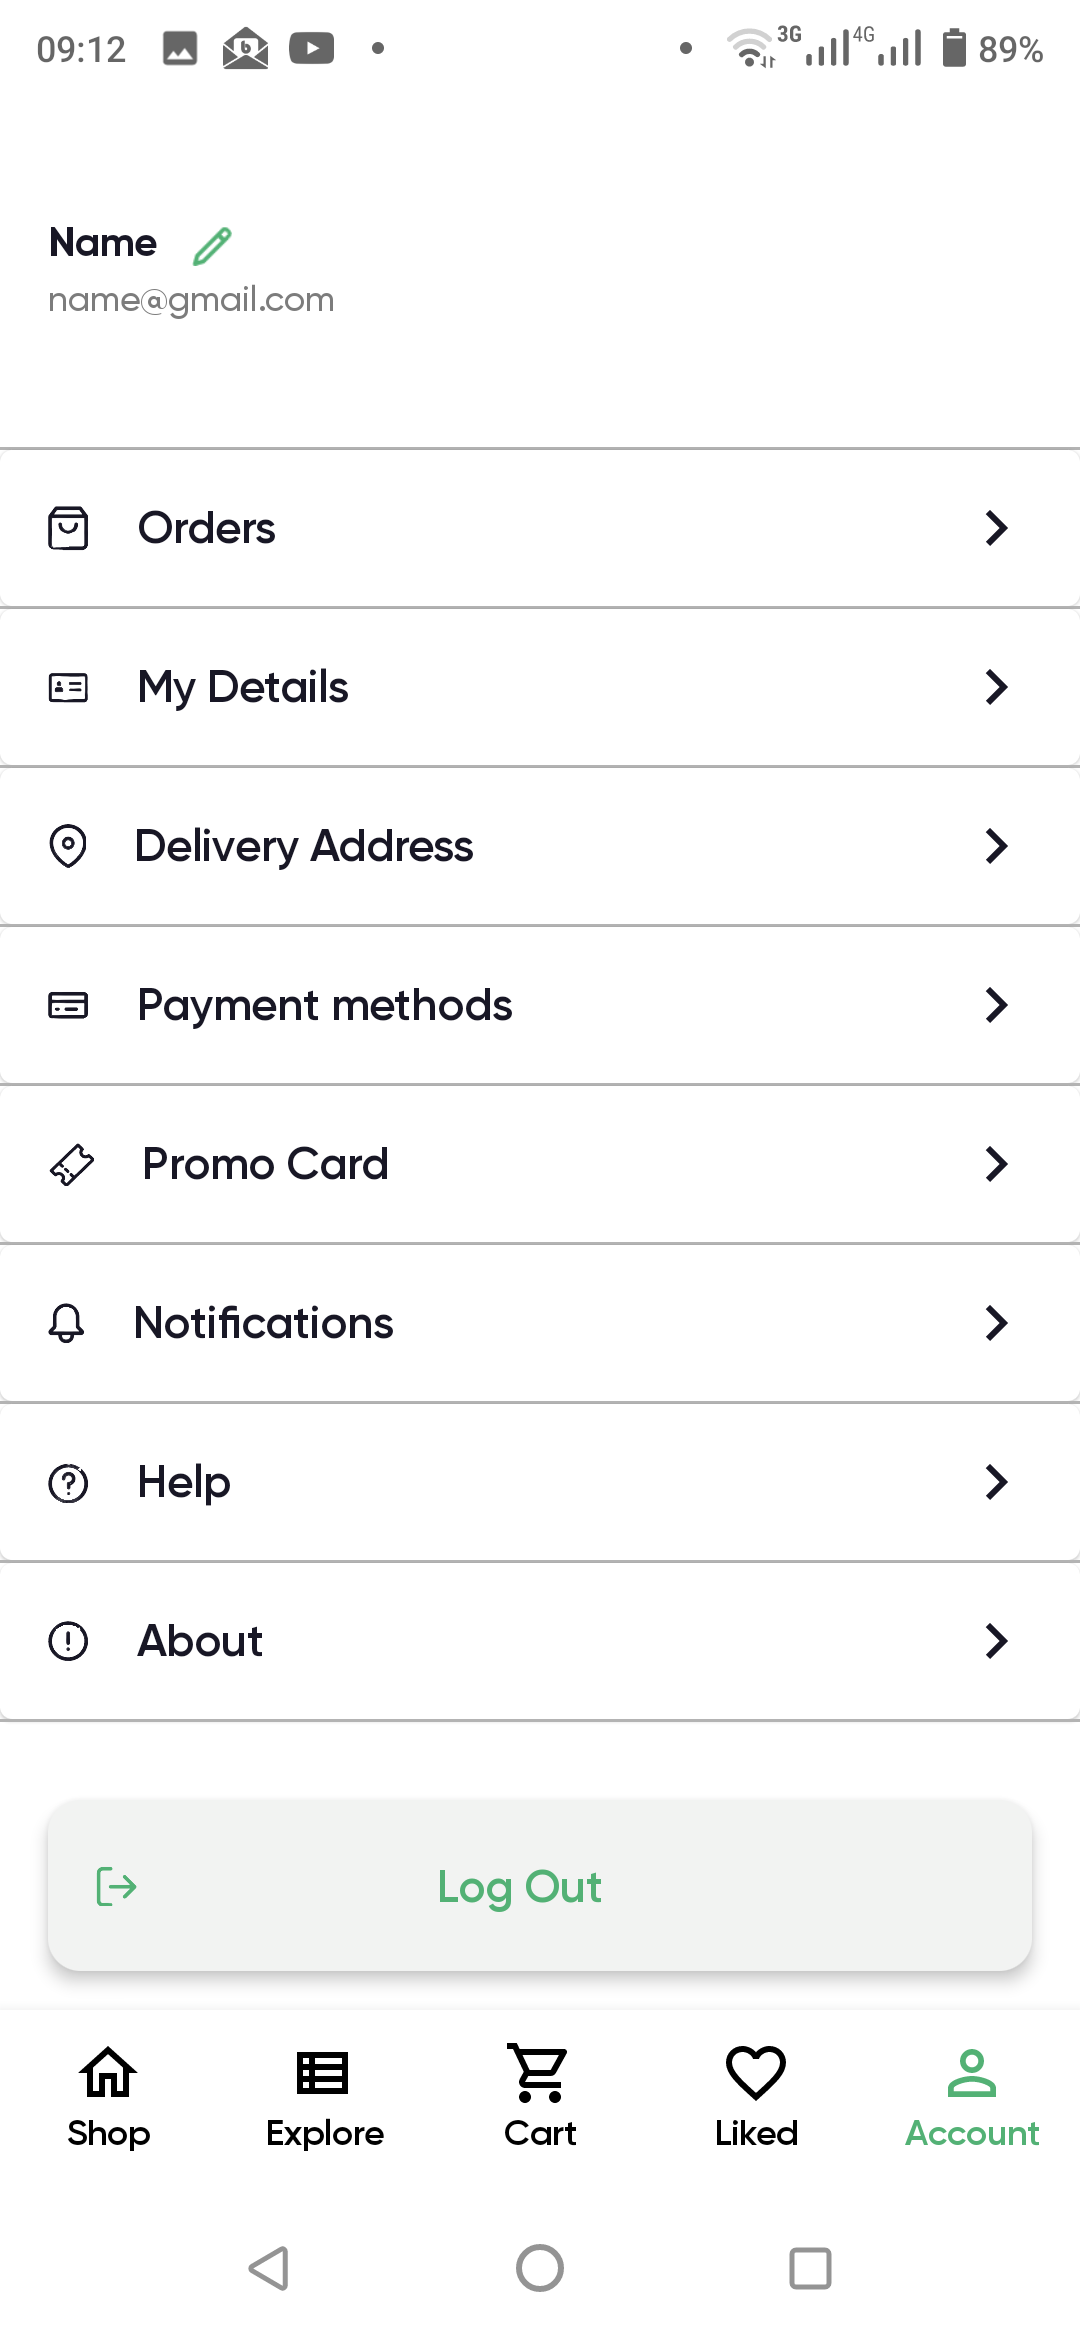 09:12 3G 4G 89%
Name
name@gmail.com
Orders
My Details
Delivery Address
Payment methods
Promo Card
Notifications
Help
About
Log Out
Shop Explore Cart Liked Account